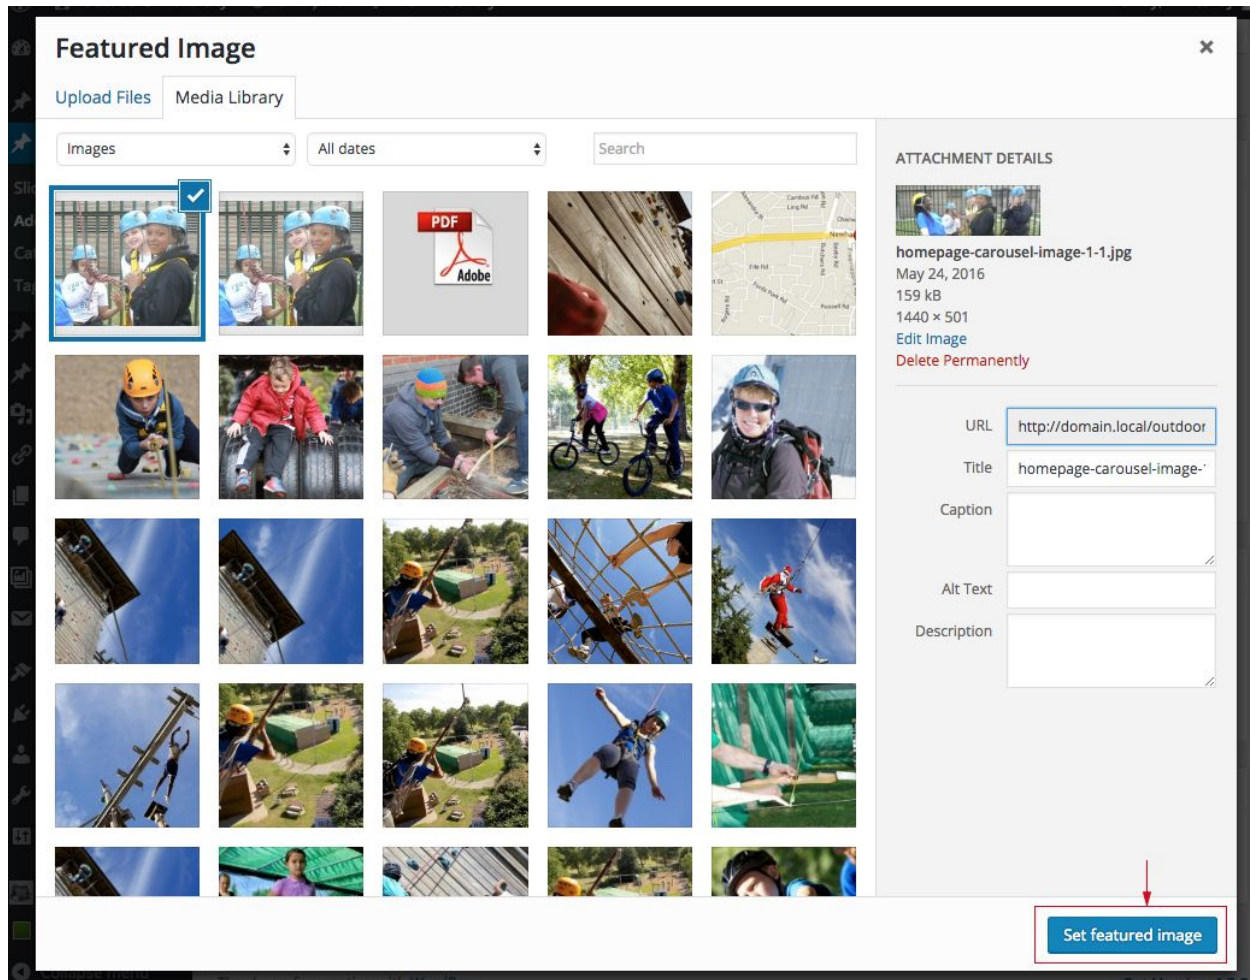 Featured Image
×
Upload Files
Media Library
Images
All dates
Search
PDF
Adobe
ATTACHMENT DETAILS
homepage-carousel-image-1-1.jpg
May 24, 2016
159 kB
1440 × 501
Edit Image
Delete Permanently
URL
http://domain.local/outdoor
Title
homepage-carousel-image-
Caption
Alt Text
Description
Set featured image
Collapse menu